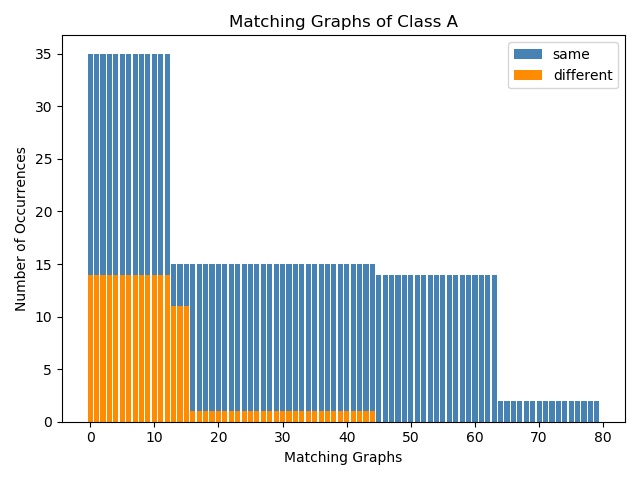 Matching Graphs of Class A
same
different
Number of Occurrences
35
30
25
20
15
10
5
0
0 10 20 30 40 50 60 70 80
Matching Graphs